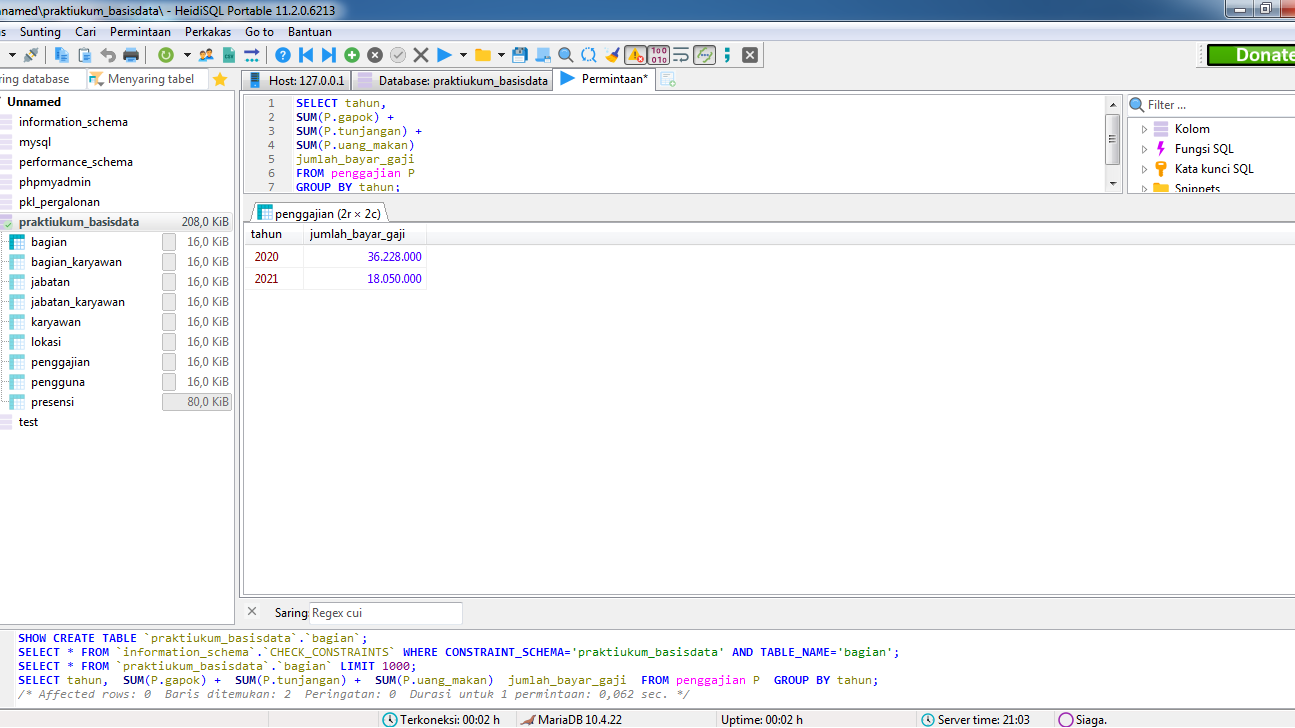 nnamed\praktiukum_basisdata\ - HeidiSQL Portable 11.2.0.6213
s Sunting Cari Permintaan Perkakas Go to Bantuan
Donate
ring database Menyaring tabel Host: 127.0.0.1 Database: praktiukum_basisdata Permintaan*
Unnamed
information_schema
mysql
performance_schema
phpmyadmin
pkl_pergalonan
praktiukum_basisdata 208,0 KiB
bagian 16,0 KiB
bagian_karyawan 16,0 KiB
jabatan 16,0 KiB
jabatan_karyawan 16,0 KiB
karyawan 16,0 KiB
lokasi 16,0 KiB
penggajian 16,0 KiB
pengguna 16,0 KiB
presensi 80,0 KiB
test
1 SELECT tahun,
2 SUM(P.gapok) +
3 SUM(P.tunjangan) +
4 SUM(P.uang_makan)
5 jumlah_bayar_gaji
6 FROM penggajian P
7 GROUP BY tahun;
Filter ...
Kolom
Fungsi SQL
Kata kunci SQL
Snippets
penggajian (2r × 2c)
tahun jumlah_bayar_gaji
2020 36.228.000
2021 18.050.000
Saring: Regex cui
SHOW CREATE TABLE `praktiukum_basisdata`.`bagian`;
SELECT * FROM `information_schema`.`CHECK_CONSTRAINTS` WHERE CONSTRAINT_SCHEMA='praktiukum_basisdata' AND TABLE_NAME='bagian';
SELECT * FROM `praktiukum_basisdata`.`bagian` LIMIT 1000;
SELECT tahun,  SUM(P.gapok) +  SUM(P.tunjangan) +  SUM(P.uang_makan)  jumlah_bayar_gaji  FROM penggajian P  GROUP BY tahun;
/* Affected rows: 0  Baris ditemukan: 2  Peringatan: 0  Durasi untuk 1 permintaan: 0,062 sec. */
Terkoneksi: 00:02 h MariaDB 10.4.22 Uptime: 00:02 h Server time: 21:03 Siaga.